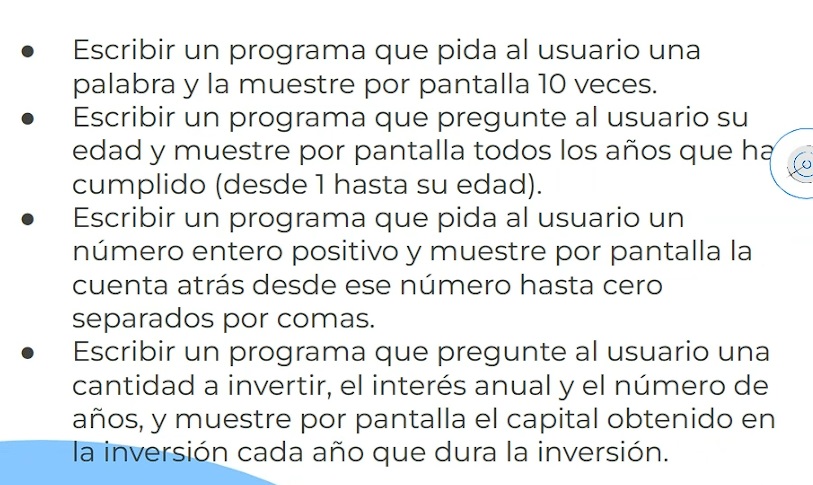 ● Escribir un programa que pida al usuario una
palabra y la muestre por pantalla 10 veces.
● Escribir un programa que pregunte al usuario su
edad y muestre por pantalla todos los años que ha
cumplido (desde 1 hasta su edad).
● Escribir un programa que pida al usuario un
número entero positivo y muestre por pantalla la
cuenta atrás desde ese número hasta cero
separados por comas.
● Escribir un programa que pregunte al usuario una
cantidad a invertir, el interés anual y el número de
años, y muestre por pantalla el capital obtenido en
la inversión cada año que dura la inversión.